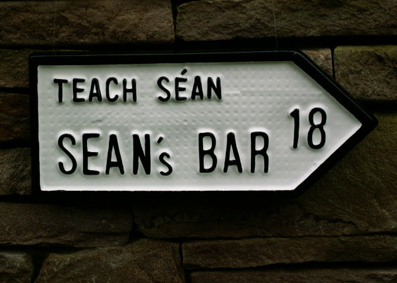 TEACH SÉAN
SEAN's BAR 18